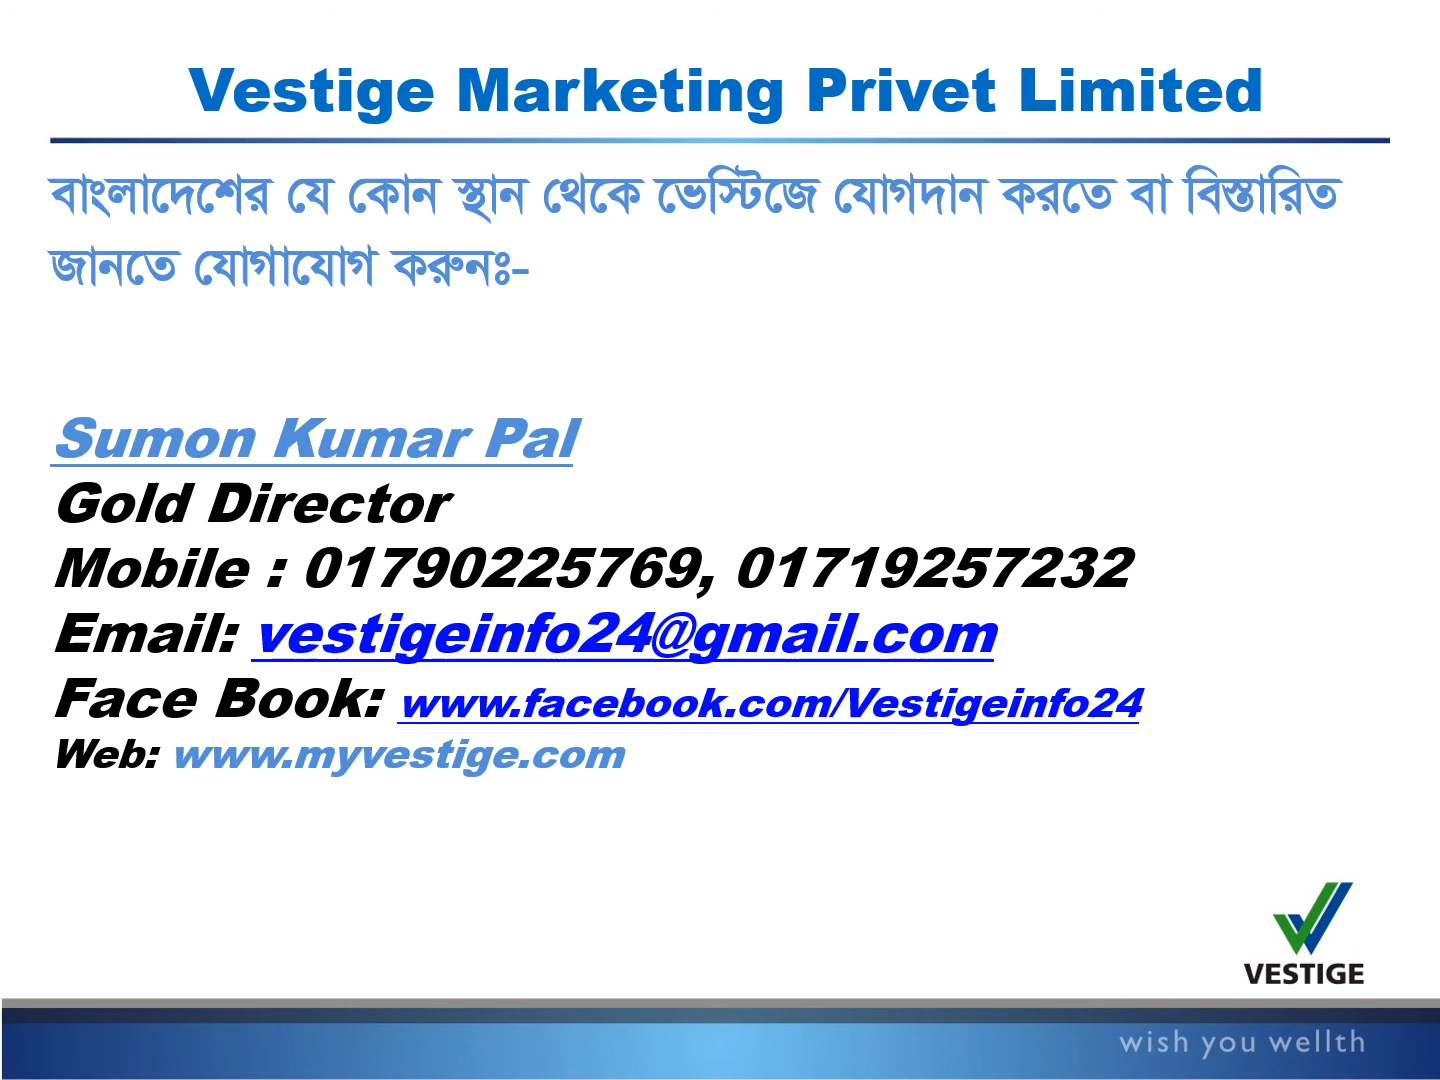 Vestige Marketing Privet Limited
বাংলাদেশের যে কোন স্থান থেকে ভেস্টিজে যোগদান করতে বা বিস্তারিত
জানতে যোগাযোগ করুনঃ-
Sumon Kumar Pal
Gold Director
Mobile : 01790225769, 01719257232
Email: vestigeinfo24@gmail.com
Face Book: www.facebook.com/Vestigeinfo24
Web: www.myvestige.com
VESTIGE
wish you wellth